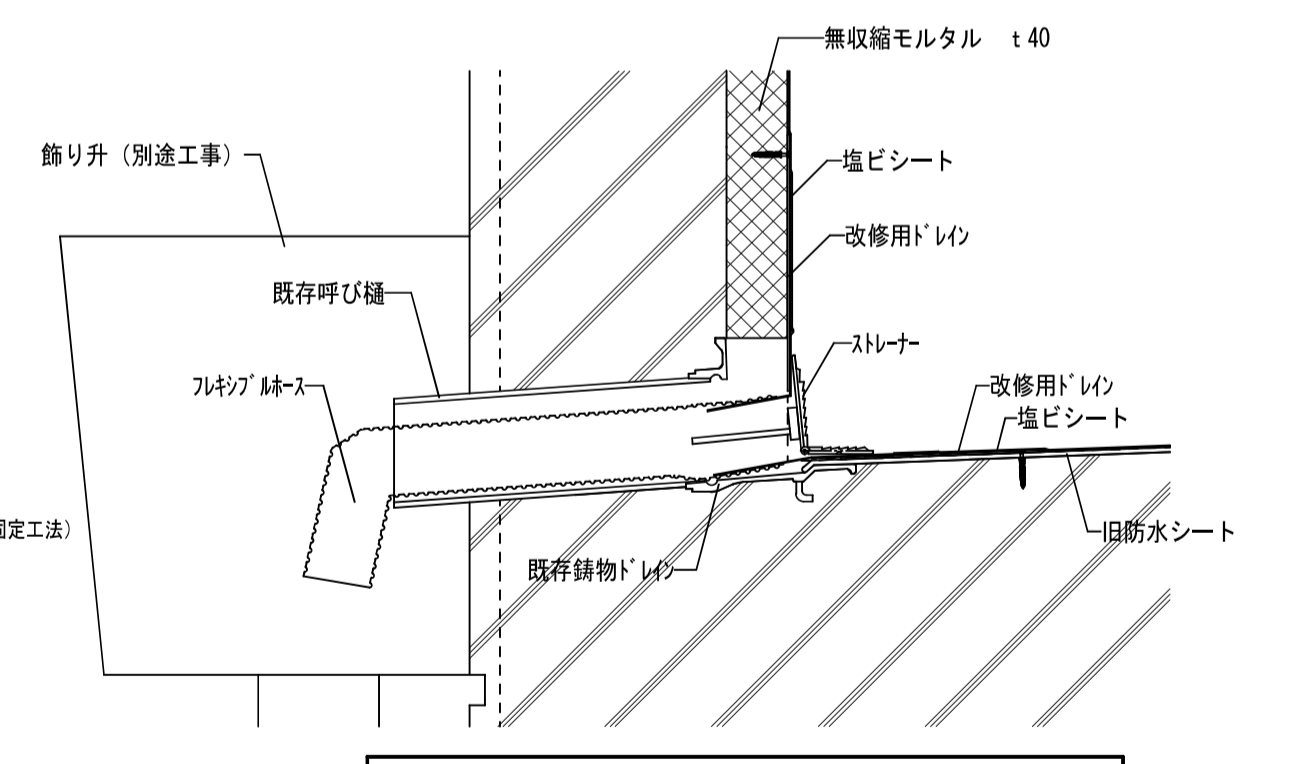 無収縮モルタル t 40
飾り升（別途工事）
塩ビシート
改修用ﾄﾞﾚｲﾝ
既存呼び樋
ｽﾄﾚｰﾅｰ
ﾌﾚｷｼﾌﾞﾙﾎｰｽ
改修用ﾄﾞﾚｲﾝ
塩ビシート
固定工法）
旧防水シート
既存鋳物ﾄﾞﾚｲﾝ